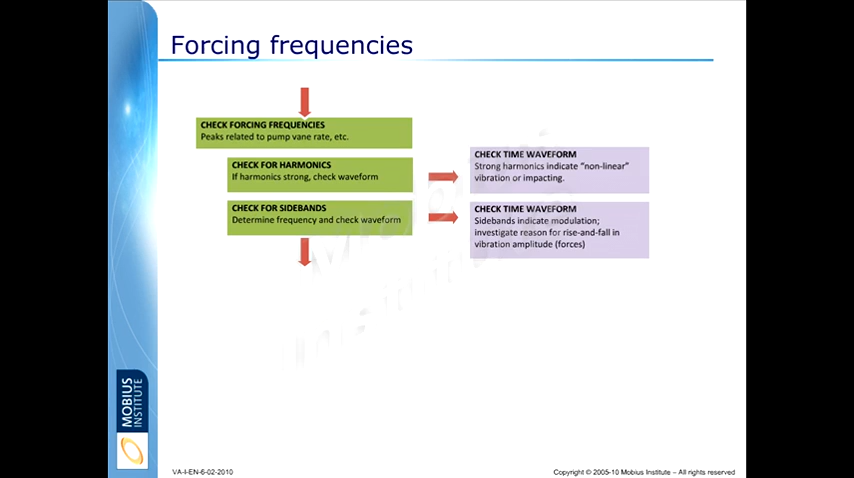 Forcing frequencies
CHECK FORCING FREQUENCIES
Peaks related to pump vane rate, etc.
CHECK FOR HARMONICS
If harmonics strong, check waveform
CHECK TIME WAVEFORM
Strong harmonics indicate “non-linear”
vibration or impacting.
CHECK FOR SIDEBANDS
Determine frequency and check waveform
CHECK TIME WAVEFORM
Sidebands indicate modulation;
investigate reason for rise-and-fall in
vibration amplitude (forces)
Mobius
Institute
MOBIUS
INSTITUTE
VA-I-EN-6-02-2010
Copyright © 2005-10 Mobius Institute – All rights reserved